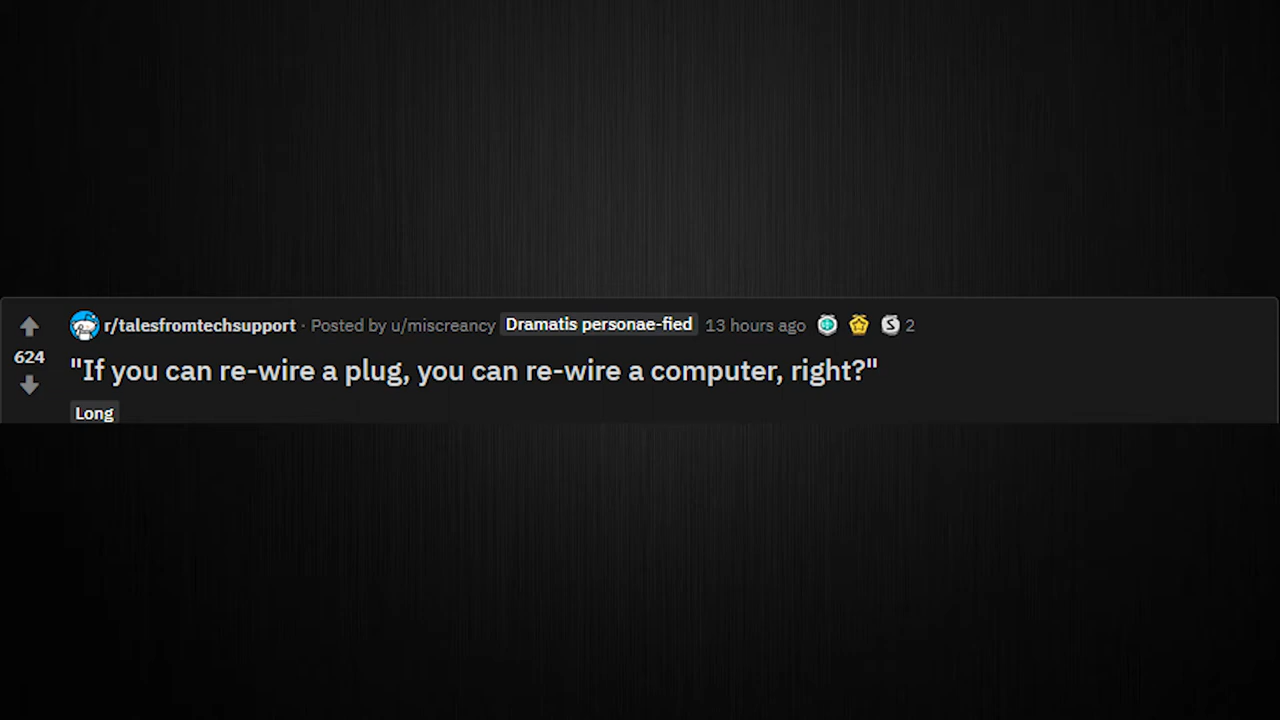 r/talesfromtechsupport · Posted by u/miscreancy Dramatis personae-fied 13 hours ago S 2
624
"If you can re-wire a plug, you can re-wire a computer, right?"
Long